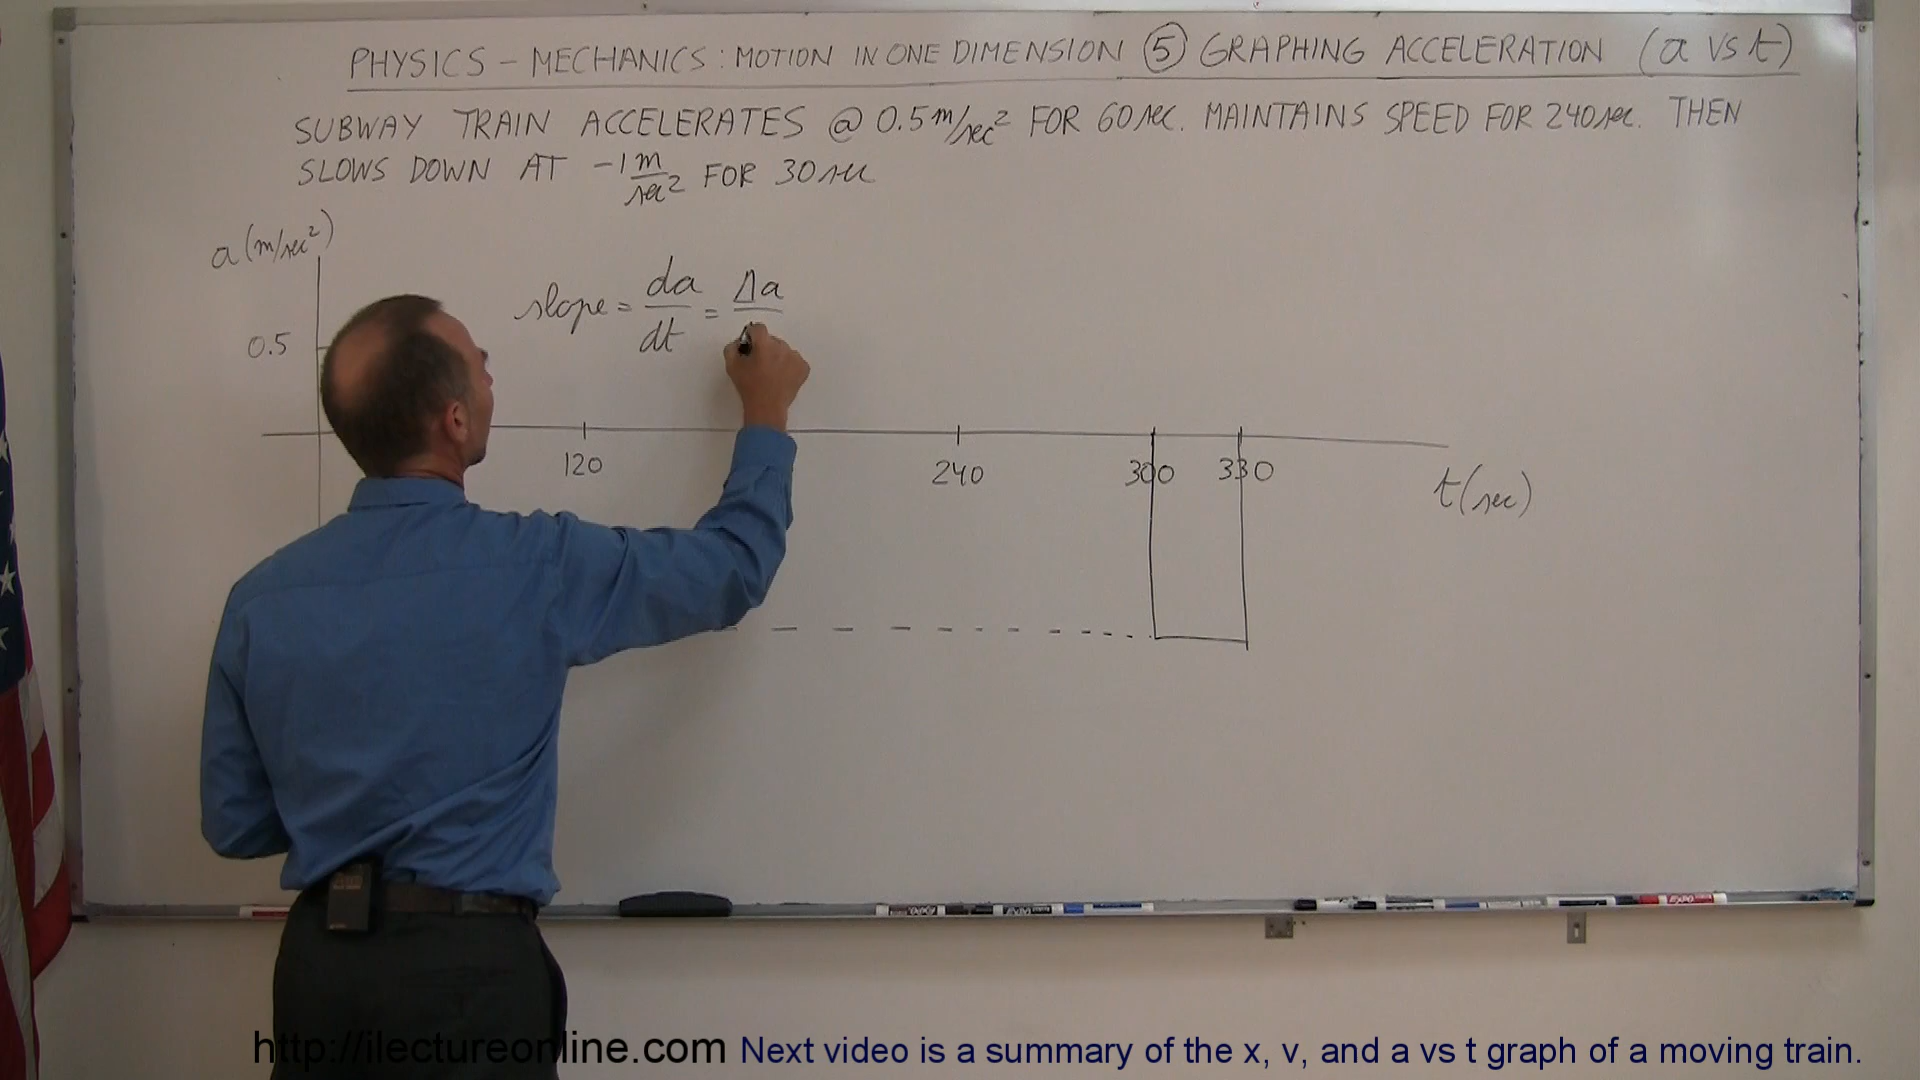 PHYSICS – MECHANICS: MOTION IN ONE DIMENSION ⑤ GRAPHING ACCELERATION (a VS t)
SUBWAY TRAIN ACCELERATES @ 0.5 m/sec² FOR 60 sec. MAINTAINS SPEED FOR 240 sec. THEN
SLOWS DOWN AT -1 m/sec² FOR 30 sec
a (m/sec²)
slope = da/dt = Δa/
0.5
120 240 300 330
t (sec)
http://ilectureonline.com Next video is a summary of the x, v, and a vs t graph of a moving train.